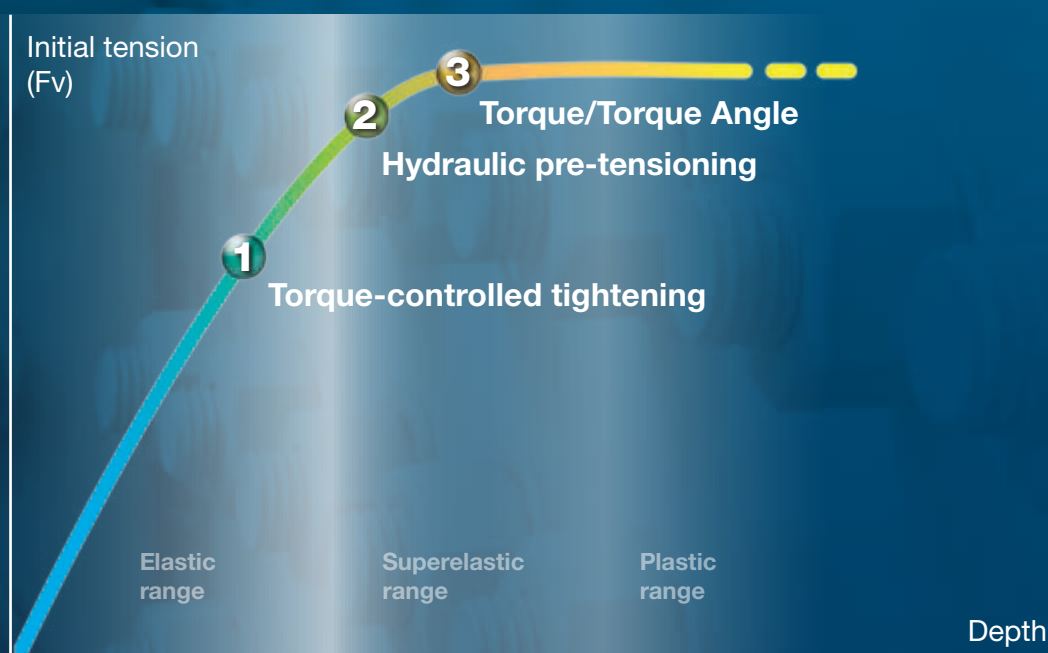 Initial tension
(Fv)
3
Torque/Torque Angle
2
Hydraulic pre-tensioning
1
Torque-controlled tightening
Elastic
range
Superelastic
range
Plastic
range
Depth